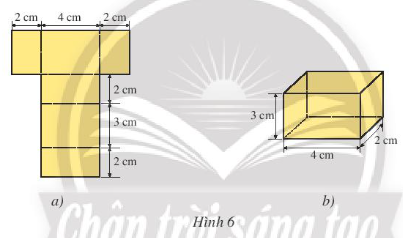 2 cm 4 cm 2 cm
2 cm
3 cm
2 cm
3 cm
2 cm
4 cm
a) b)
Hình 6
Chân trời sáng tạo